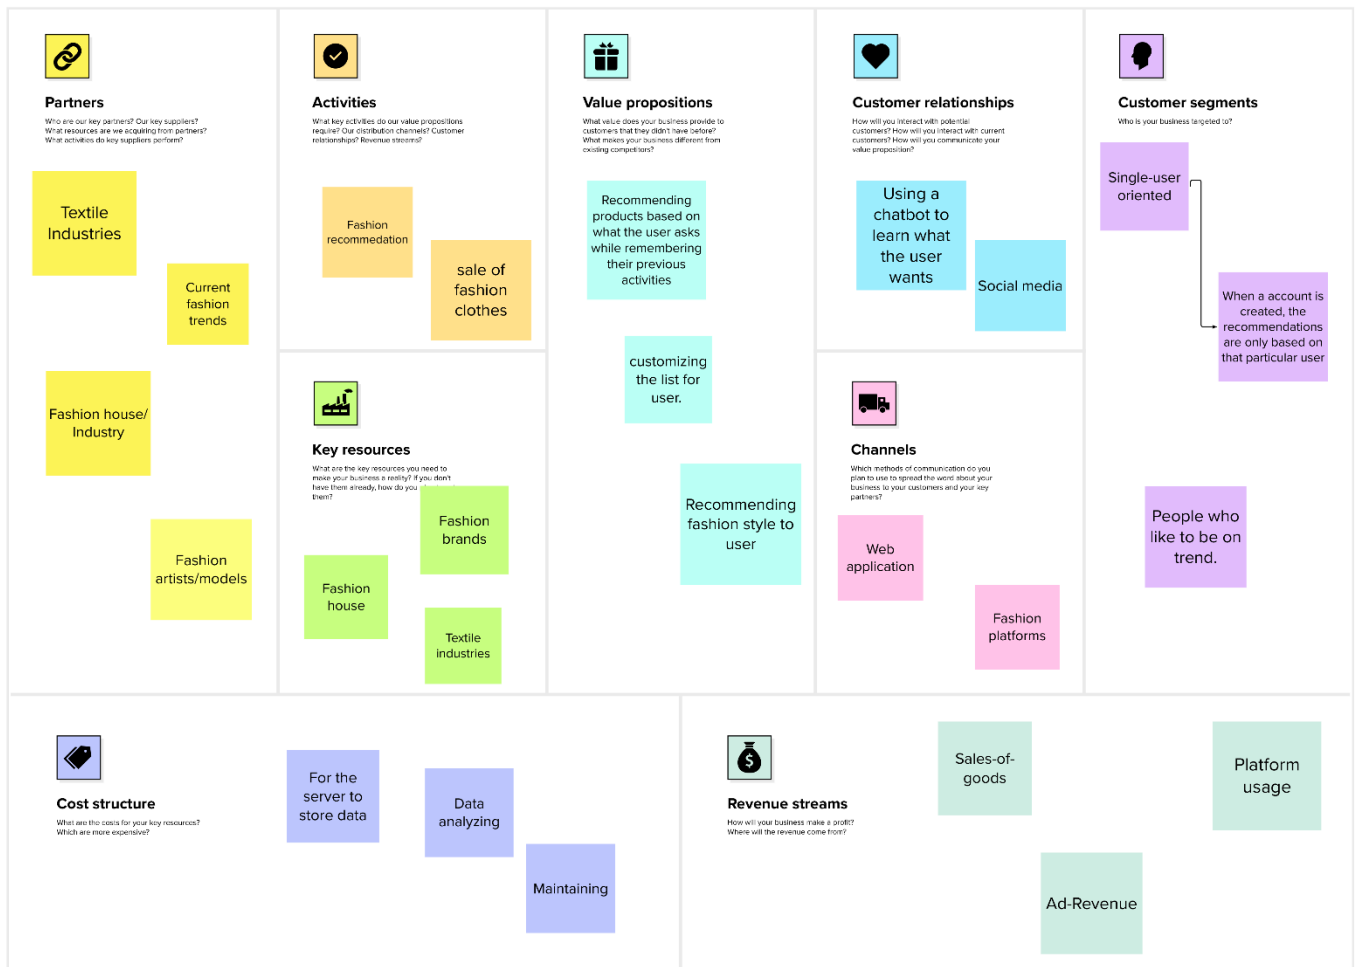 Partners
Who are our key partners? Our key suppliers?
What resources are we acquiring from partners?
What activities do key suppliers perform?
Textile
Industries
Current
fashion
trends
Fashion house/
Industry
Fashion
artists/models
Activities
What key activities do our value propositions
require? Our distribution channels? Customer
relationships? Revenue streams?
Fashion
recommedation
sale of
fashion
clothes
Key resources
What are the key resources you need to
make your business a reality? If you don't
have them already, how do you
them?
Fashion
brands
Fashion
house
Textile
industries
Value propositions
What value does your business provide to
customers that they didn't have before?
What makes your business different from
existing competitors?
Recommending
products based on
what the user asks
while remembering
their previous
activities
customizing
the list for
user.
Recommending
fashion style to
user
Customer relationships
How will you interact with potential
customers? How will you interact with current
customers? How will you communicate your
value proposition?
Using a
chatbot to
learn what
the user
wants
Social media
Channels
Which methods of communication do you
plan to use to spread the word about your
business to your customers and your key
partners?
Web
application
Fashion
platforms
Customer segments
Who is your business targeted to?
Single-user
oriented
When a account is
created, the
recommendations
are only based on
that particular user
People who
like to be on
trend.
Cost structure
What are the costs for your key resources?
Which are more expensive?
For the
server to
store data
Data
analyzing
Maintaining
Revenue streams
How will your business make a profit?
Where will the revenue come from?
Sales-of-
goods
Platform
usage
Ad-Revenue